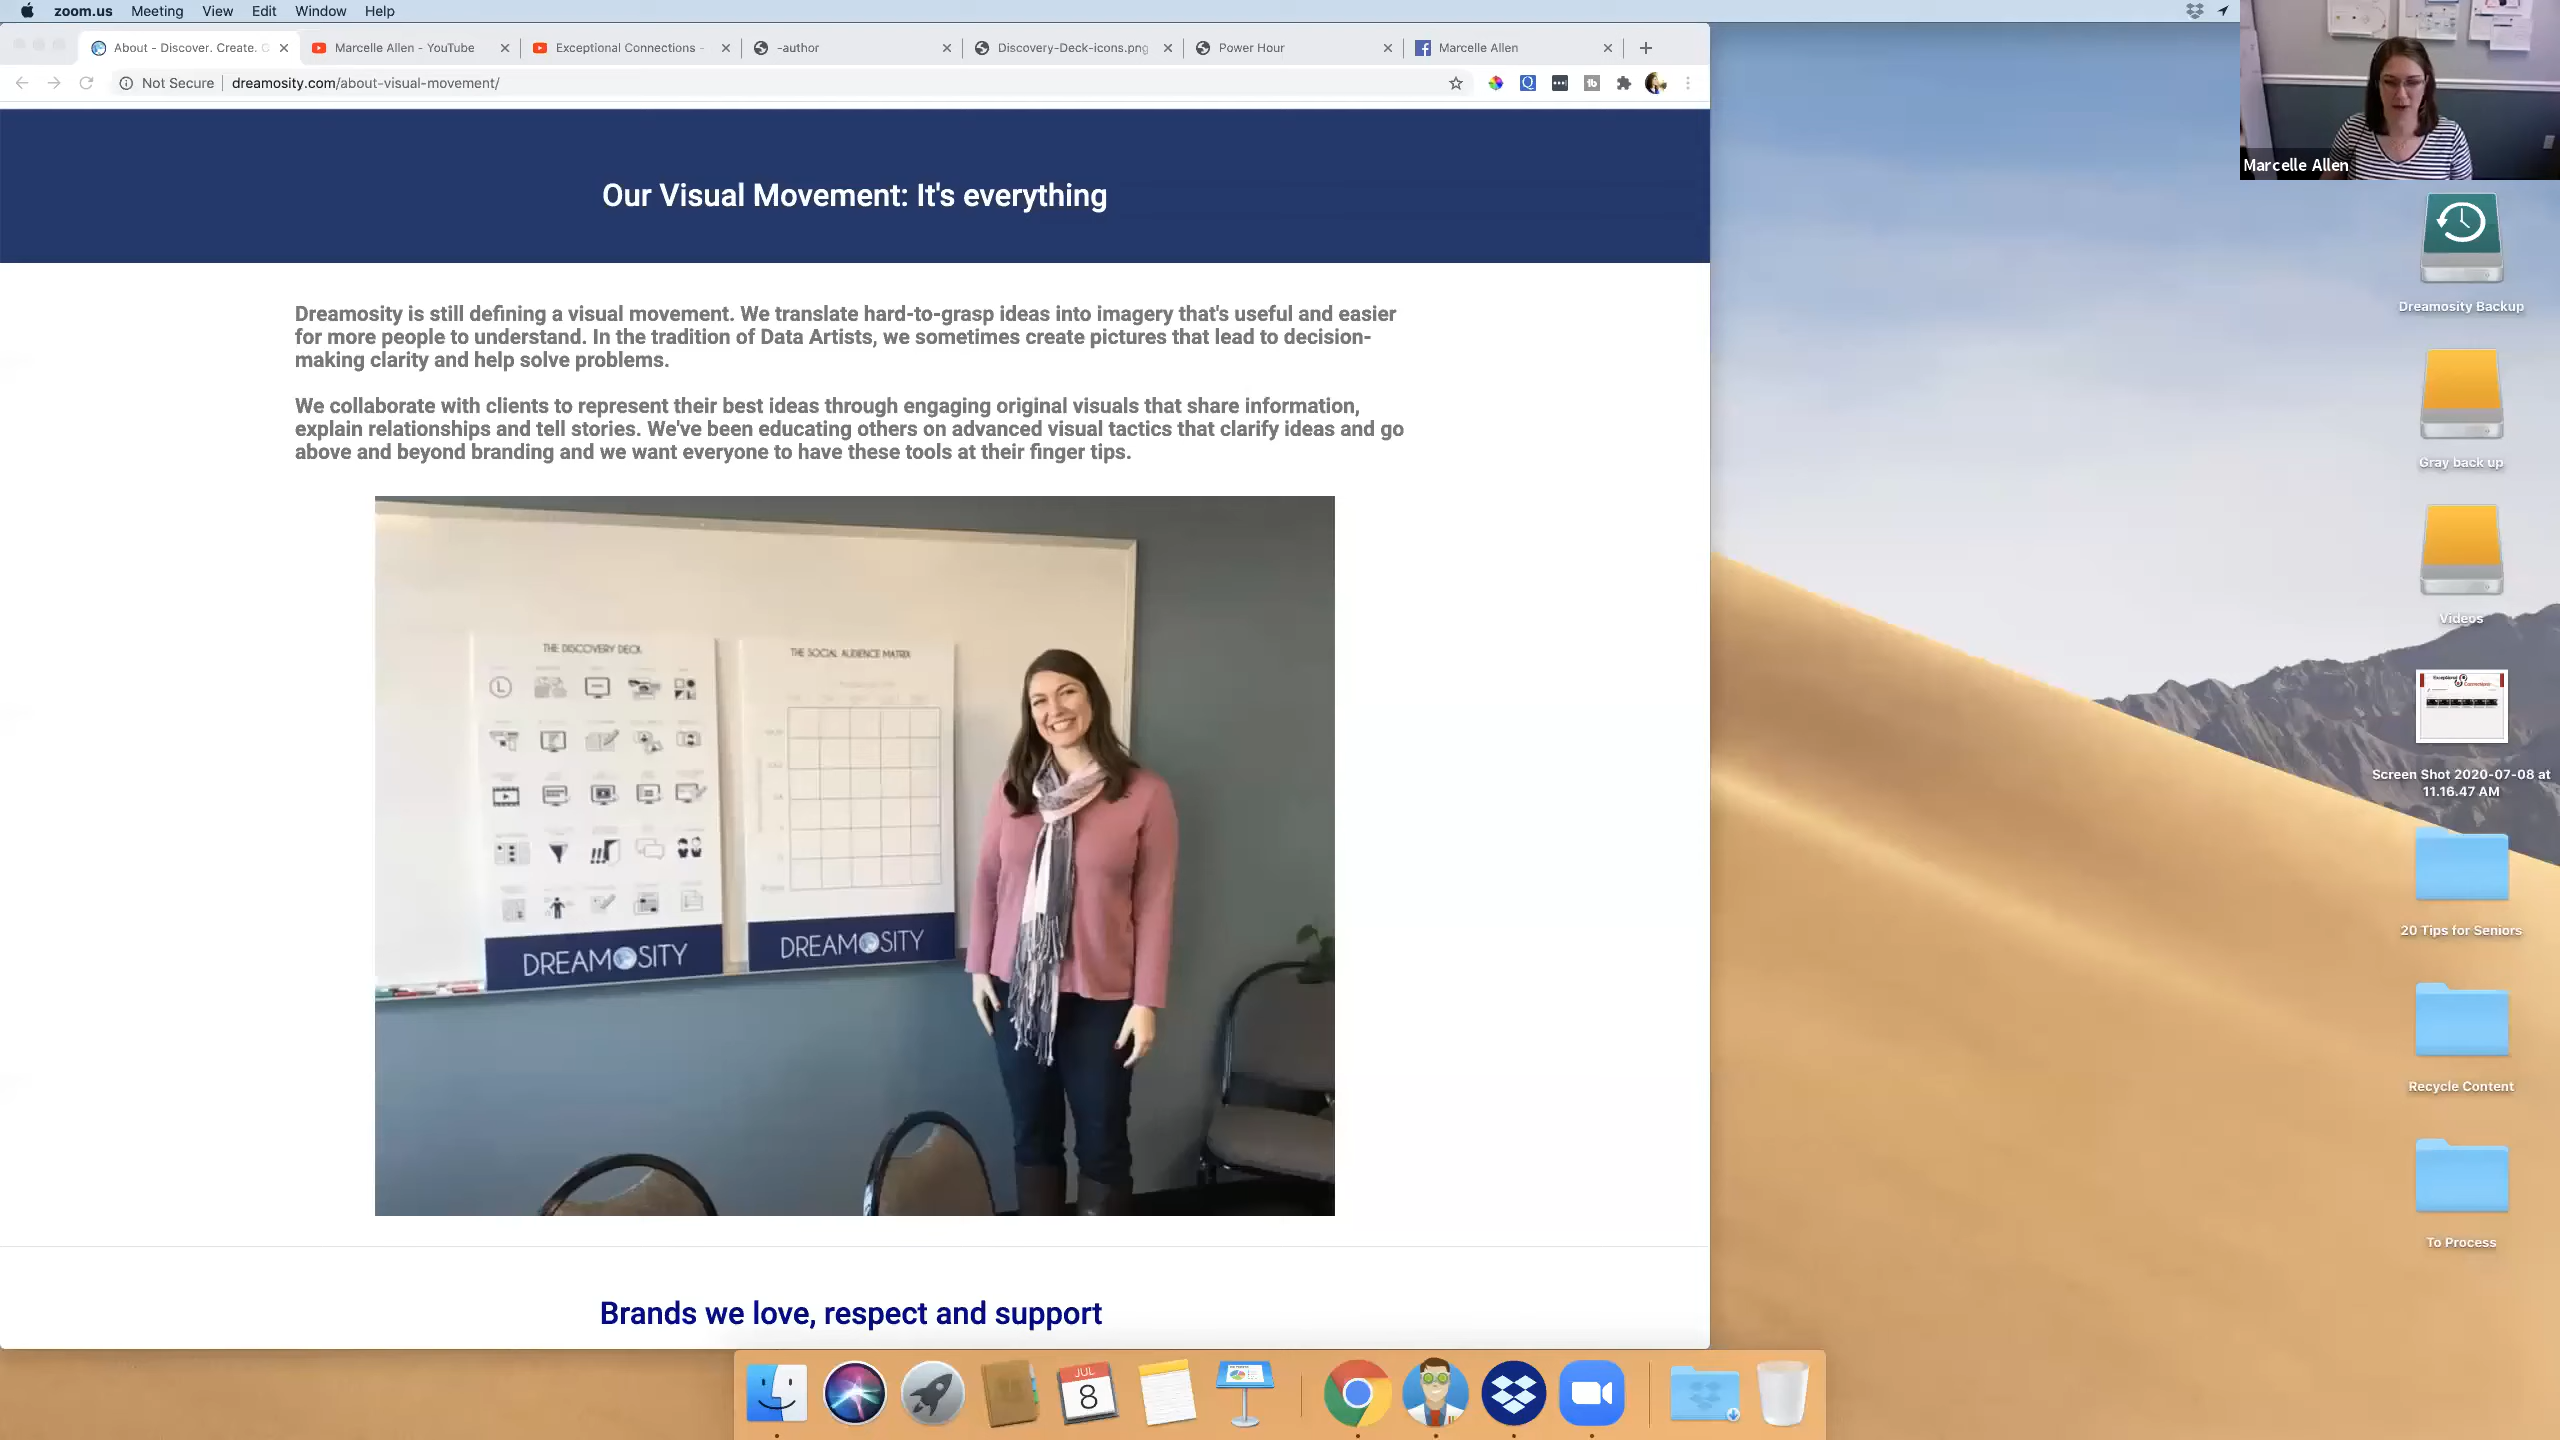 zoom.us Meeting View Edit Window Help
About - Discover. Create. Marcelle Allen - YouTube Exceptional Connections - -author Discovery-Deck-icons.png Power Hour Marcelle Allen
Not Secure dreamosity.com/about-visual-movement/
Marcelle Allen
Our Visual Movement: It's everything
Dreamosity is still defining a visual movement. We translate hard-to-grasp ideas into imagery that's useful and easier
for more people to understand. In the tradition of Data Artists, we sometimes create pictures that lead to decision-
making clarity and help solve problems.
We collaborate with clients to represent their best ideas through engaging original visuals that share information,
explain relationships and tell stories. We've been educating others on advanced visual tactics that clarify ideas and go
above and beyond branding and we want everyone to have these tools at their finger tips.
THE DISCOVERY DECK
THE SOCIAL AUDIENCE MATRIX
DREAMOSITY
DREAMOSITY
Brands we love, respect and support
Dreamosity Backup
Gray back up
Videos
Exceptional Connections
Screen Shot 2020-07-08 at
11.16.47 AM
20 Tips for Seniors
Recycle Content
To Process
JUL
8